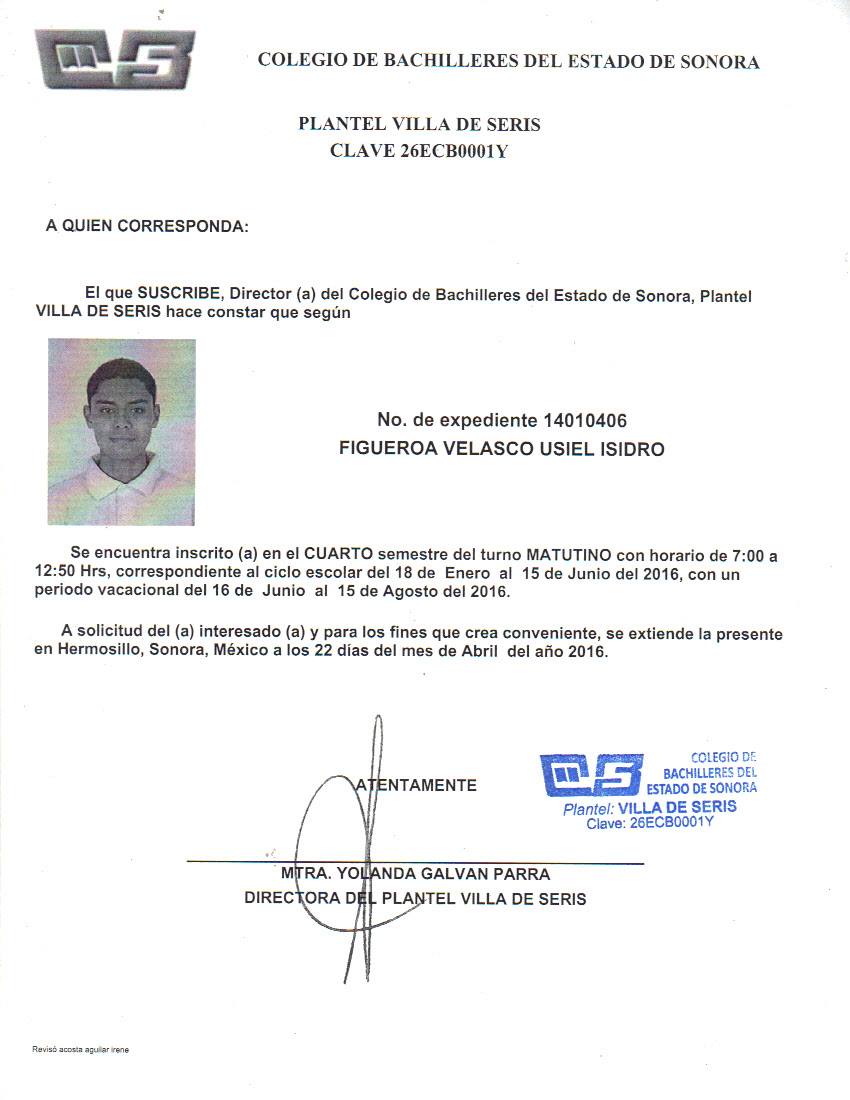 COLEGIO DE BACHILLERES DEL ESTADO DE SONORA
PLANTEL VILLA DE SERIS
CLAVE 26ECB0001Y
A QUIEN CORRESPONDA:
El que SUSCRIBE, Director (a) del Colegio de Bachilleres del Estado de Sonora, Plantel
VILLA DE SERIS hace constar que según
No. de expediente 14010406
FIGUEROA VELASCO USIEL ISIDRO
Se encuentra inscrito (a) en el CUARTO semestre del turno MATUTINO con horario de 7:00 a
12:50 Hrs, correspondiente al ciclo escolar del 18 de Enero al 15 de Junio del 2016, con un
periodo vacacional del 16 de Junio al 15 de Agosto del 2016.
A solicitud del (a) interesado (a) y para los fines que crea conveniente, se extiende la presente
en Hermosillo, Sonora, México a los 22 días del mes de Abril del año 2016.
ATENTAMENTE
COLEGIO DE
BACHILLERES DEL
ESTADO DE SONORA
Plantel: VILLA DE SERIS
Clave: 26ECB0001Y
MTRA. YOLANDA GALVAN PARRA
DIRECTORA DEL PLANTEL VILLA DE SERIS
Revisó acosta aguilar irene